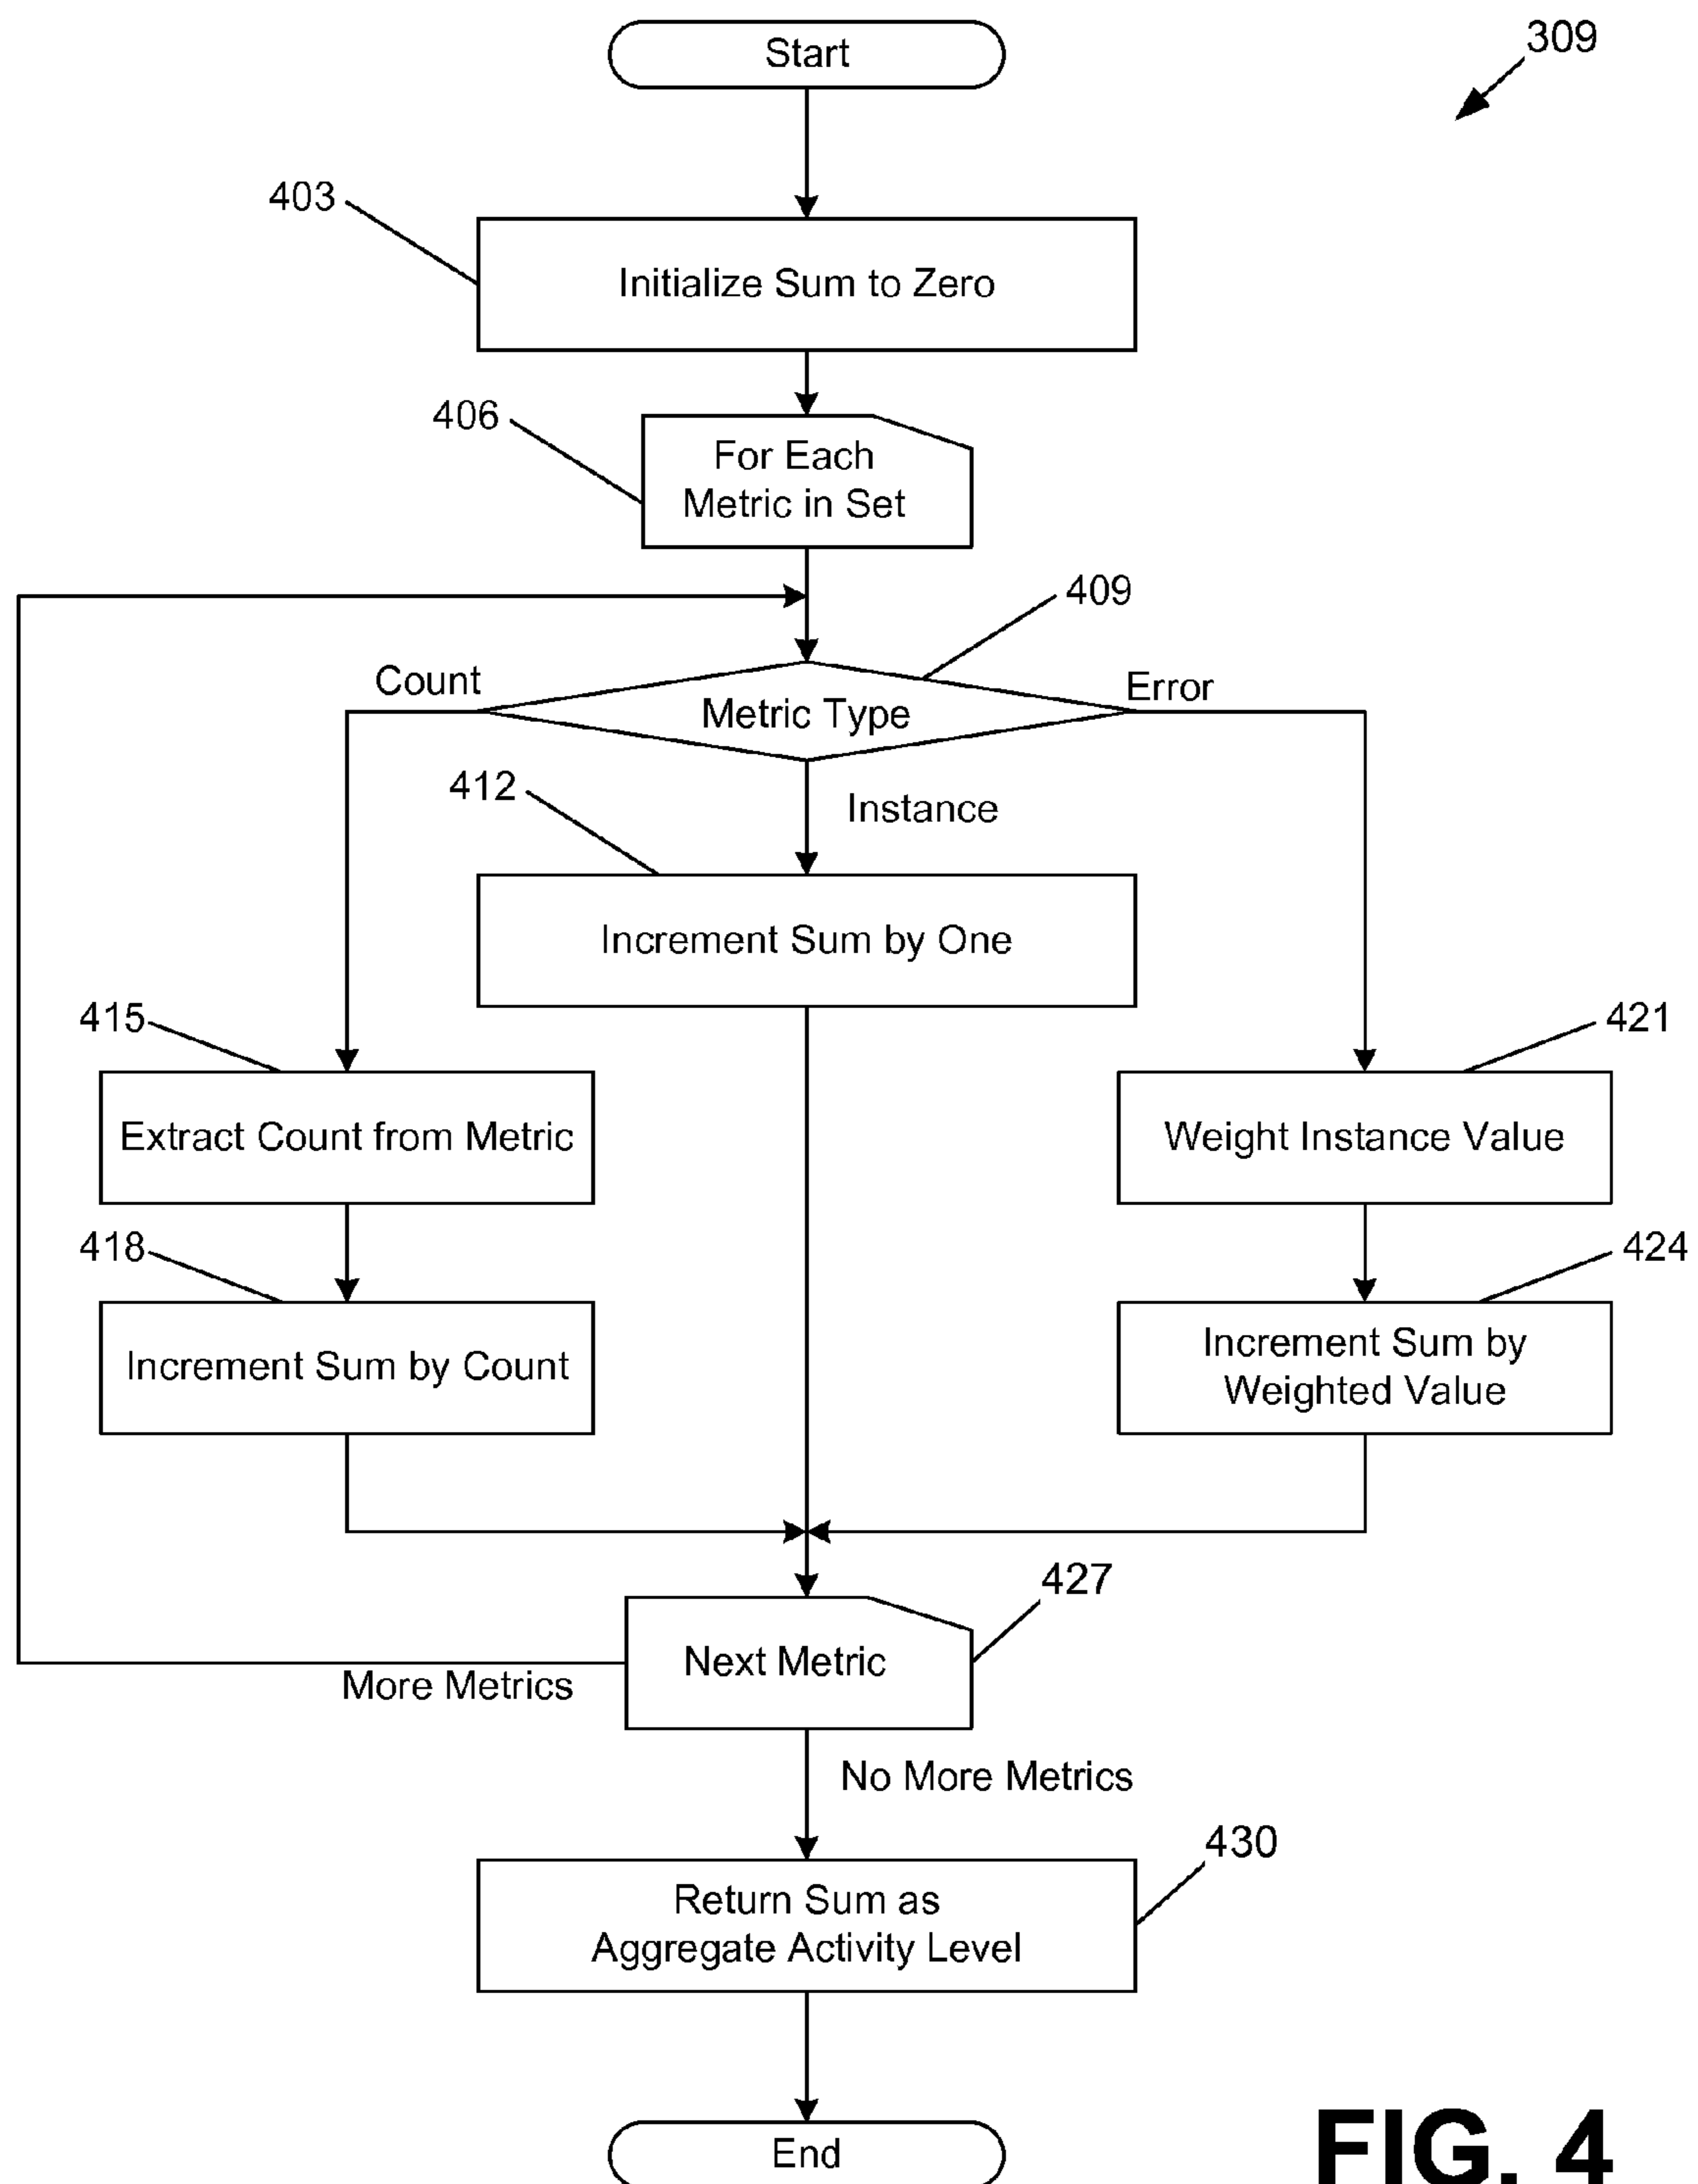 Start
309
403
Initialize Sum to Zero
406
For Each
Metric in Set
409
Count
Metric Type
Error
412
Instance
Increment Sum by One
415
421
Extract Count from Metric
Weight Instance Value
418
424
Increment Sum by Count
Increment Sum by
Weighted Value
427
Next Metric
More Metrics
No More Metrics
430
Return Sum as
Aggregate Activity Level
End
FIG. 4